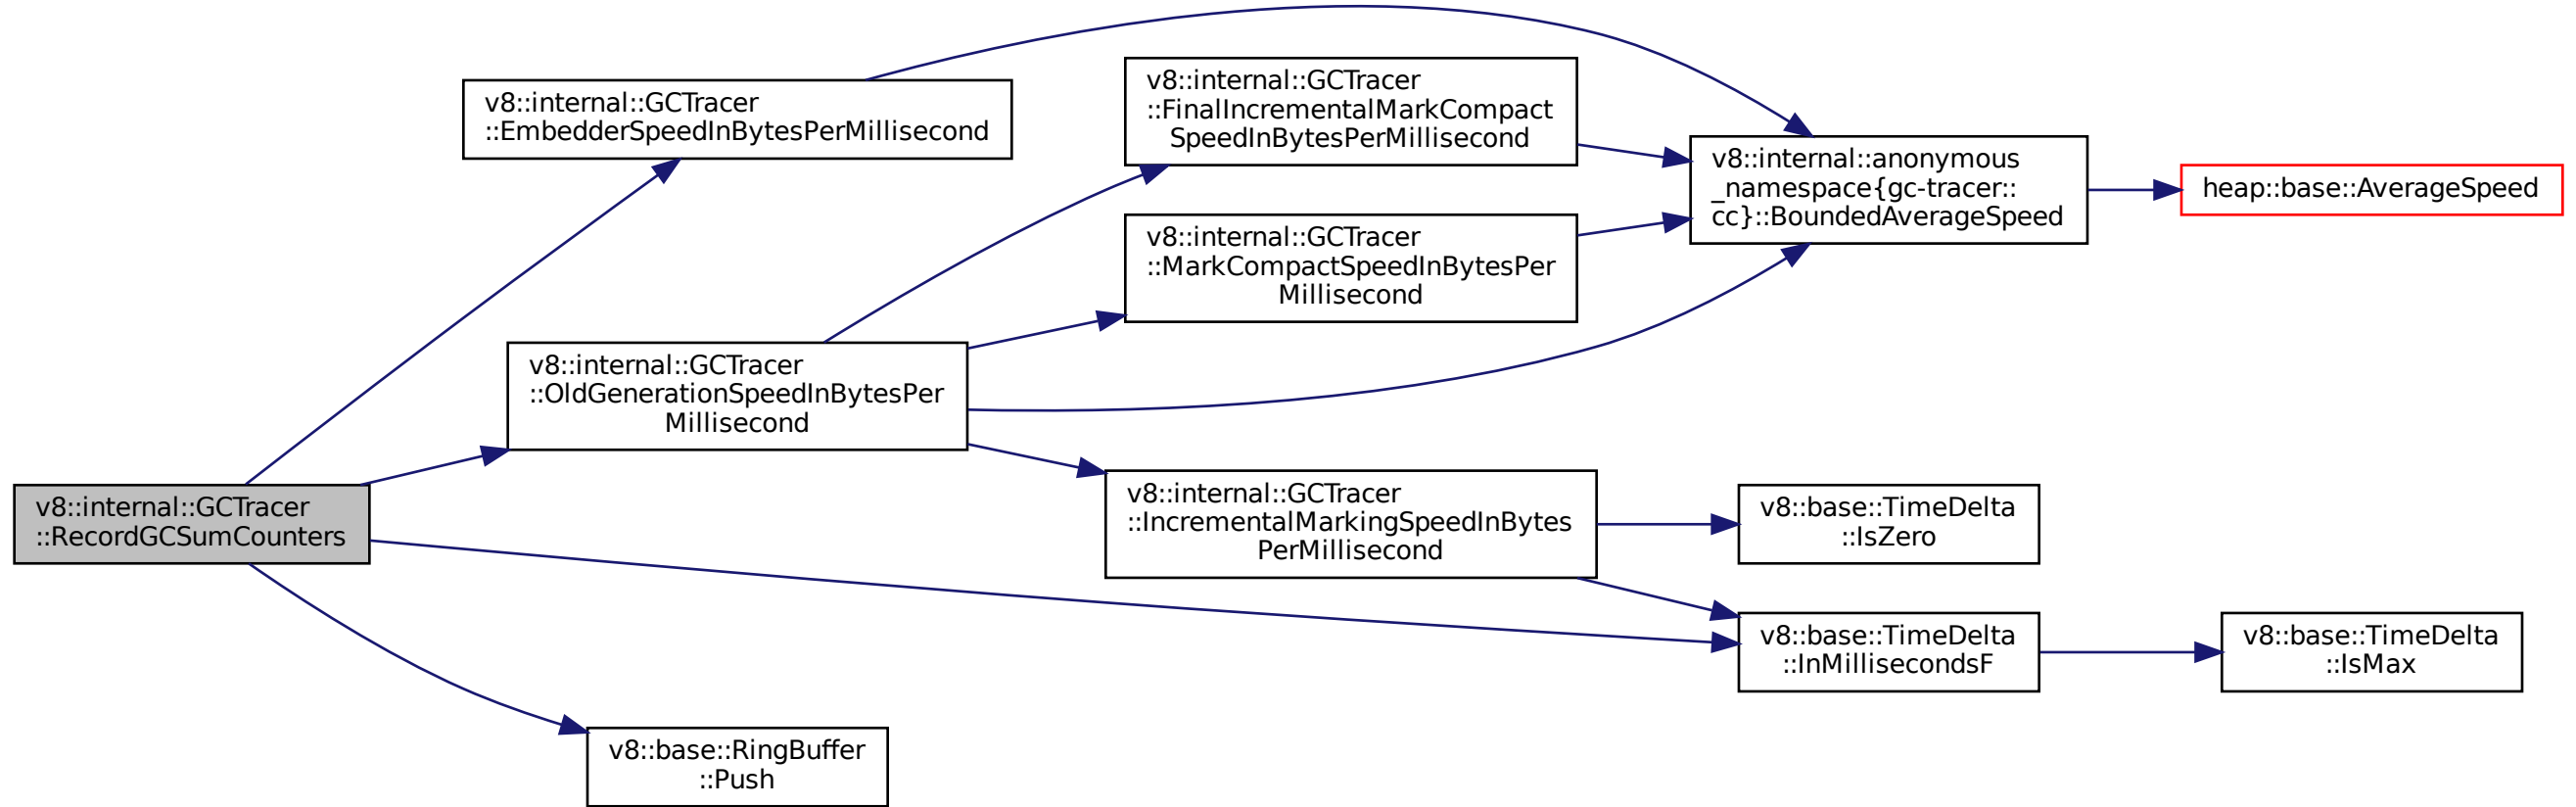 v8::internal::GCTracer
::RecordGCSumCounters
v8::internal::GCTracer
::EmbedderSpeedInBytesPerMillisecond
v8::internal::GCTracer
::OldGenerationSpeedInBytesPer
Millisecond
v8::base::RingBuffer
::Push
v8::internal::GCTracer
::FinalIncrementalMarkCompact
SpeedInBytesPerMillisecond
v8::internal::GCTracer
::MarkCompactSpeedInBytesPer
Millisecond
v8::internal::GCTracer
::IncrementalMarkingSpeedInBytes
PerMillisecond
v8::internal::anonymous
_namespace{gc-tracer::
cc}::BoundedAverageSpeed
v8::base::TimeDelta
::IsZero
v8::base::TimeDelta
::InMillisecondsF
heap::base::AverageSpeed
v8::base::TimeDelta
::IsMax